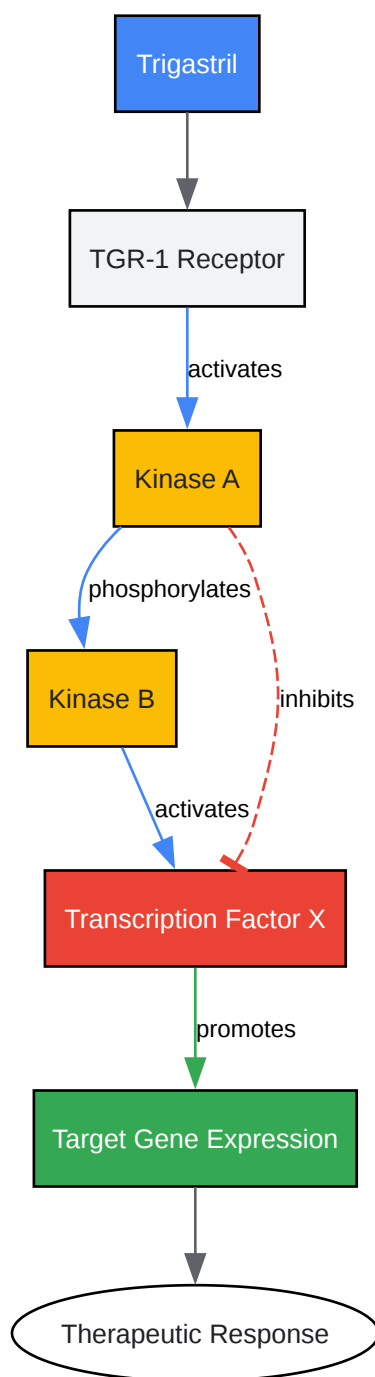 Trigastril
TGR-1 Receptor
activates
Kinase A
phosphorylates
Kinase B
inhibits
activates
Transcription Factor X
promotes
Target Gene Expression
Therapeutic Response